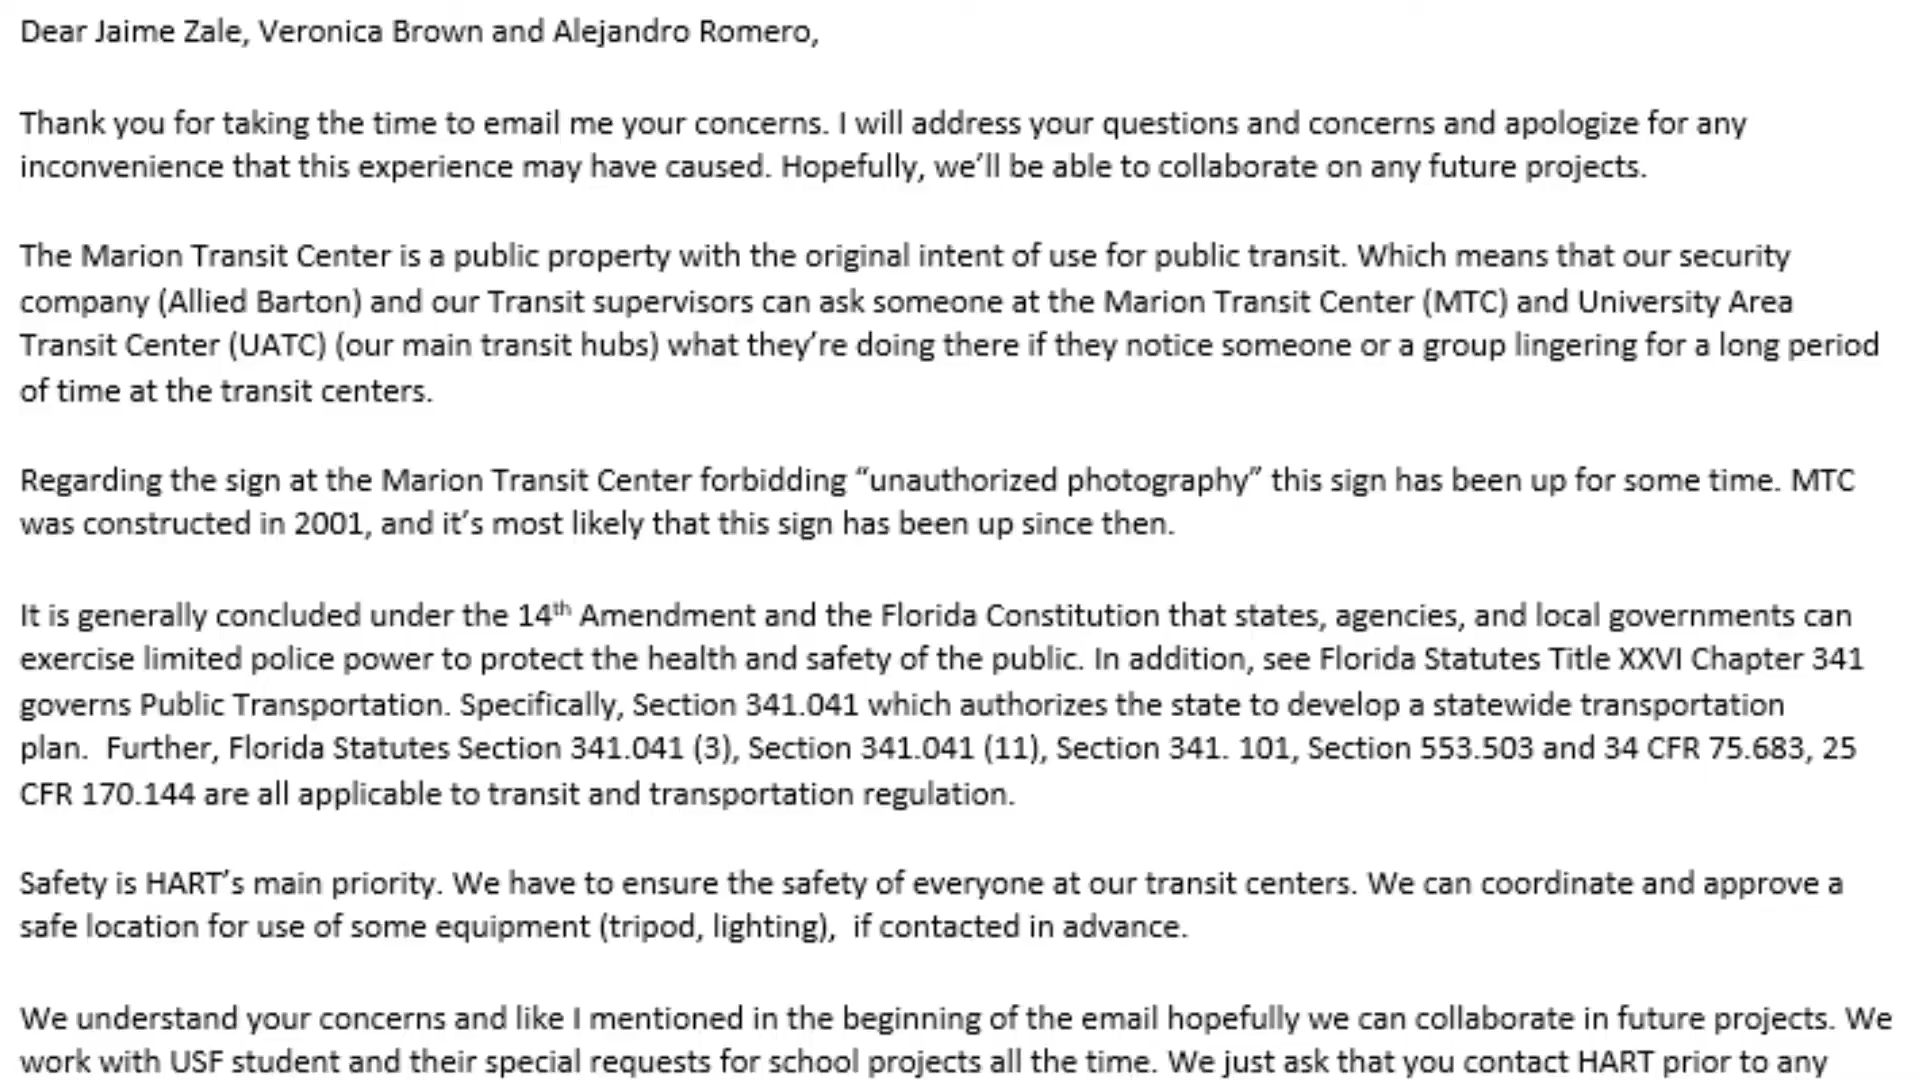 Dear Jaime Zale, Veronica Brown and Alejandro Romero,
Thank you for taking the time to email me your concerns. I will address your questions and concerns and apologize for any
inconvenience that this experience may have caused. Hopefully, we’ll be able to collaborate on any future projects.
The Marion Transit Center is a public property with the original intent of use for public transit. Which means that our security
company (Allied Barton) and our Transit supervisors can ask someone at the Marion Transit Center (MTC) and University Area
Transit Center (UATC) (our main transit hubs) what they’re doing there if they notice someone or a group lingering for a long period
of time at the transit centers.
Regarding the sign at the Marion Transit Center forbidding “unauthorized photography” this sign has been up for some time. MTC
was constructed in 2001, and it’s most likely that this sign has been up since then.
It is generally concluded under the 14th Amendment and the Florida Constitution that states, agencies, and local governments can
exercise limited police power to protect the health and safety of the public. In addition, see Florida Statutes Title XXVI Chapter 341
governs Public Transportation. Specifically, Section 341.041 which authorizes the state to develop a statewide transportation
plan.  Further, Florida Statutes Section 341.041 (3), Section 341.041 (11), Section 341. 101, Section 553.503 and 34 CFR 75.683, 25
CFR 170.144 are all applicable to transit and transportation regulation.
Safety is HART’s main priority. We have to ensure the safety of everyone at our transit centers. We can coordinate and approve a
safe location for use of some equipment (tripod, lighting),  if contacted in advance.
We understand your concerns and like I mentioned in the beginning of the email hopefully we can collaborate in future projects. We
work with USF student and their special requests for school projects all the time. We just ask that you contact HART prior to any